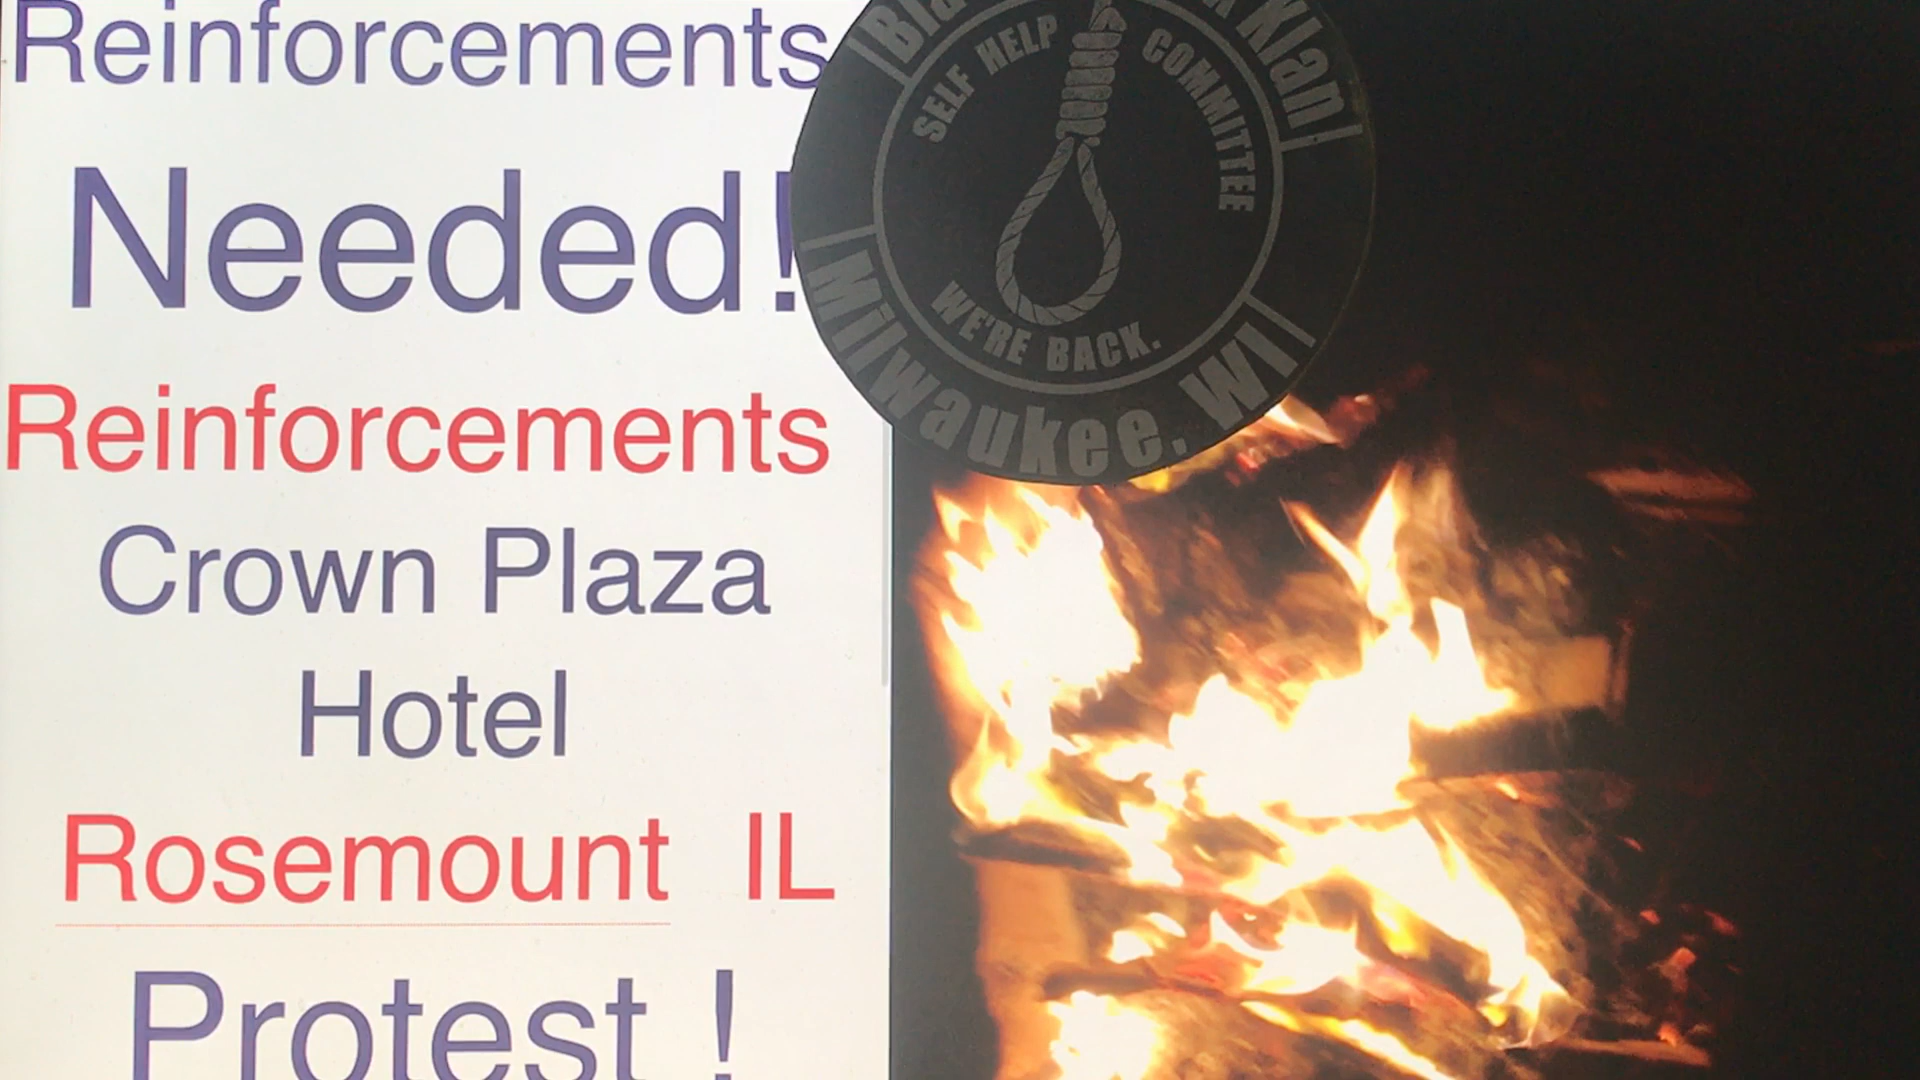 Reinforcements
Needed!
Reinforcements
Crown Plaza
Hotel
Rosemount IL
Protest !
Klan
SELF HELP COMMITTEE
WE'RE BACK.
Milwaukee. WI